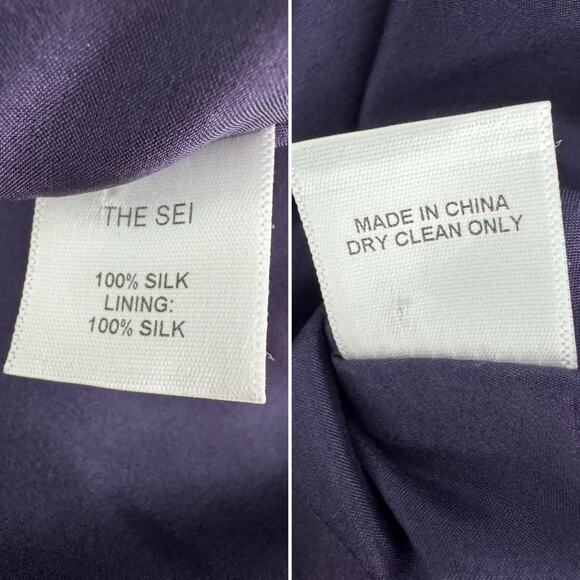 THE SEI
100% SILK
LINING:
100% SILK
MADE IN CHINA
DRY CLEAN ONLY